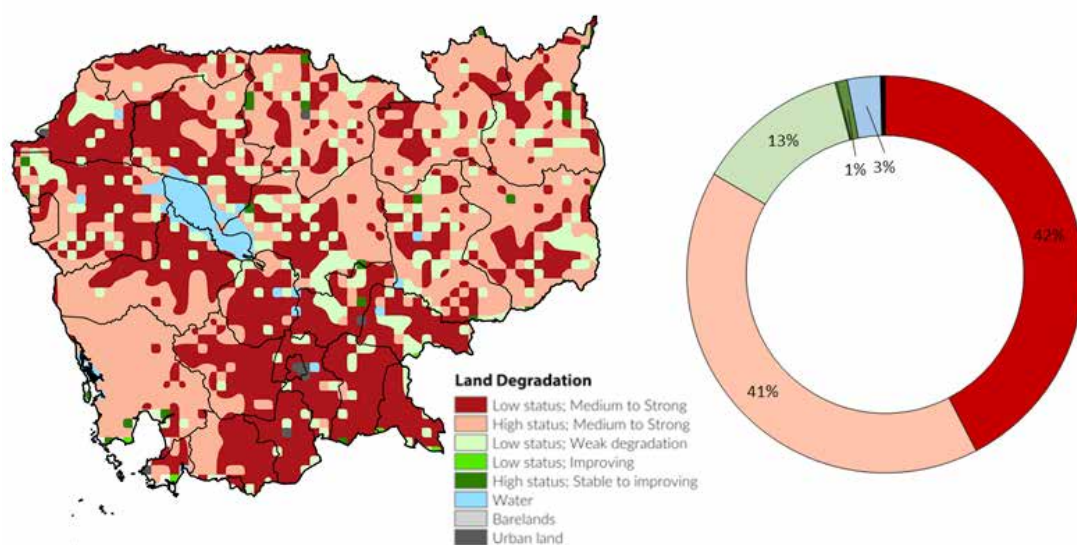 13%
1%
3%
42%
41%
Land Degradation
Low status; Medium to Strong
High status; Medium to Strong
Low status; Weak degradation
Low status; Improving
High status; Stable to improving
Water
Barelands
Urban land